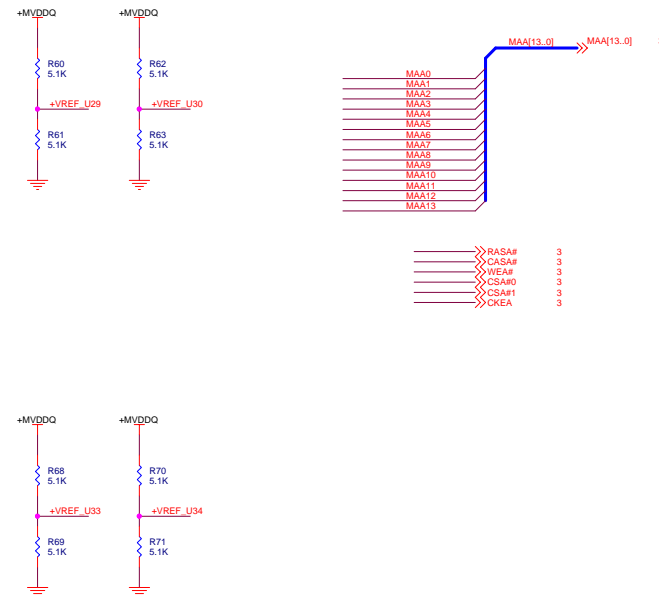 +MVDDQ
+MVDDQ
R60
5.1K
R62
5.1K
+VREF_U29
+VREF_U30
R61
5.1K
R63
5.1K
MAA[13..0]
MAA[13..0]
MAA0
MAA1
MAA2
MAA3
MAA4
MAA5
MAA6
MAA7
MAA8
MAA9
MAA10
MAA11
MAA12
MAA13
RASA# 3
CASA# 3
WEA# 3
CSA#0 3
CSA#1 3
CKEA 3
+MVDDQ
+MVDDQ
R68
5.1K
R70
5.1K
+VREF_U33
+VREF_U34
R69
5.1K
R71
5.1K